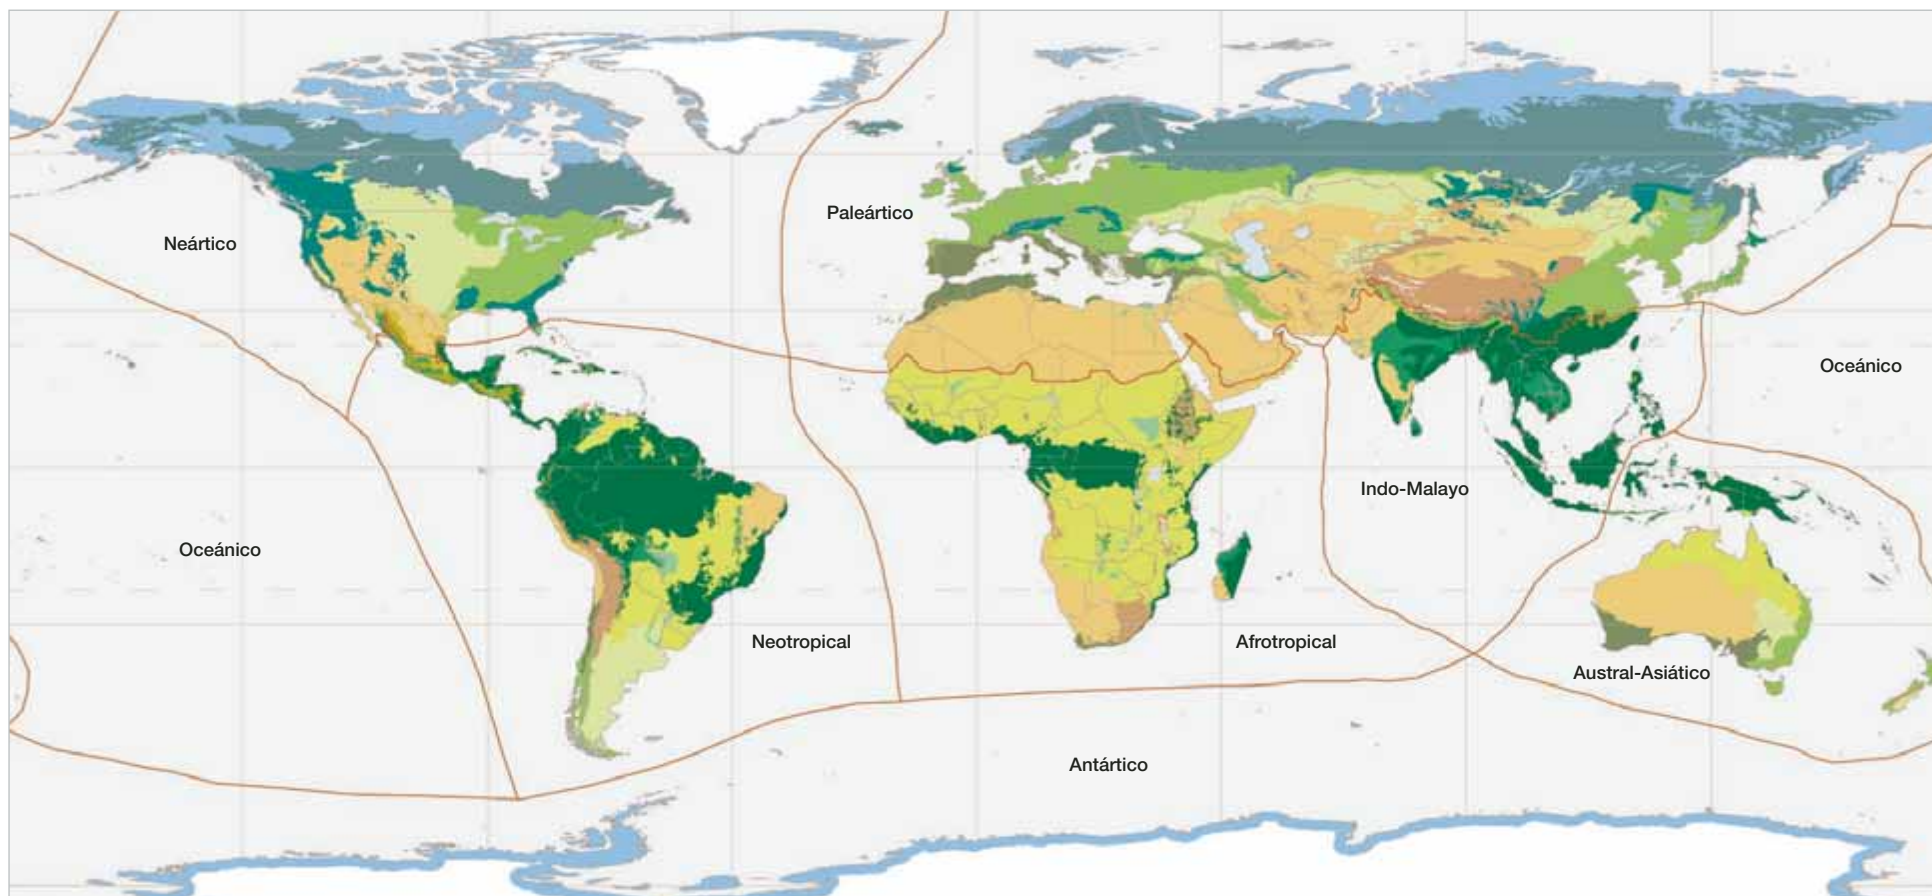 Paleártico
Neártico
Oceánico
Indo-Malayo
Oceánico
Neotropical
Afrotropical
Austral-Asiático
Antártico